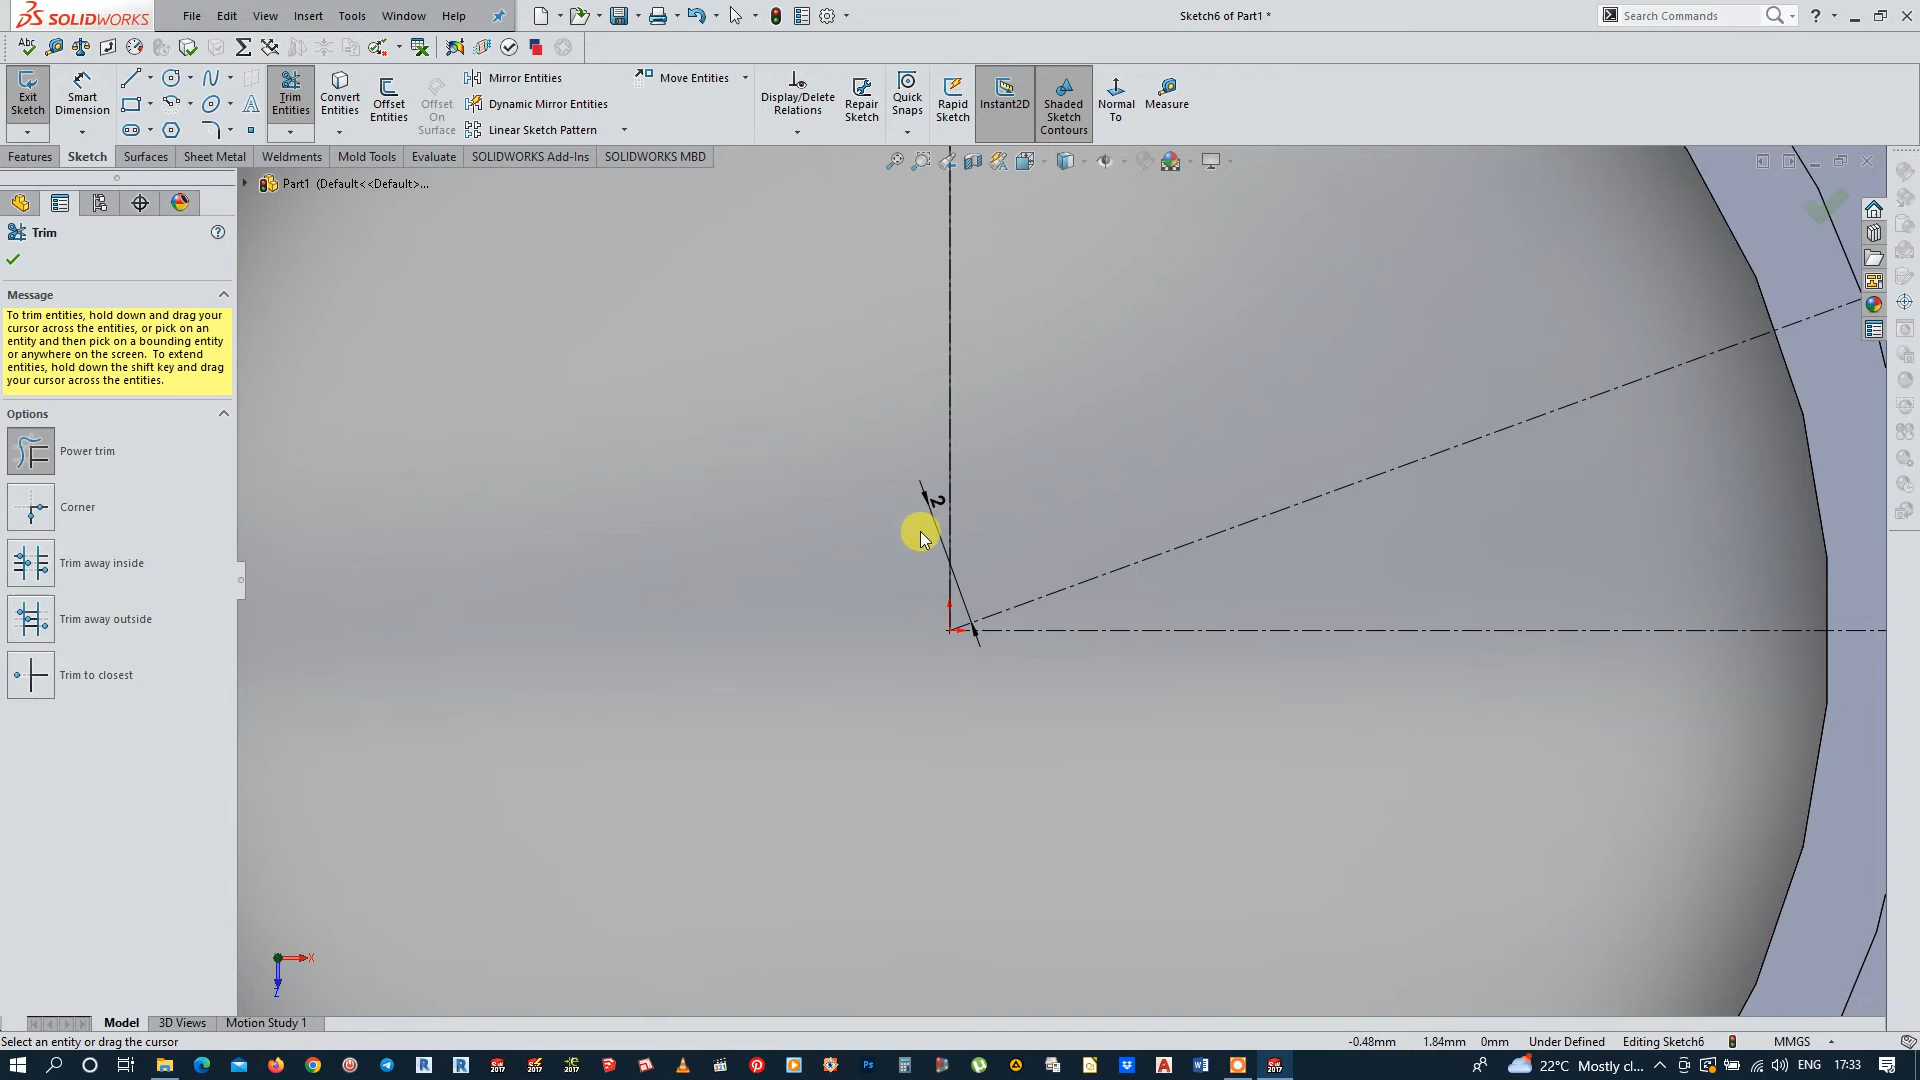 SOLIDWORKS
File Edit View Insert Tools Window Help
Sketch6 of Part1 *
Search Commands
Exit Sketch
Smart Dimension
Trim Entities
Convert Entities
Offset Entities
Offset On Surface
Mirror Entities
Dynamic Mirror Entities
Linear Sketch Pattern
Move Entities
Display/Delete Relations
Repair Sketch
Quick Snaps
Rapid Sketch
Instant2D
Shaded Sketch Contours
Normal To
Measure
Features Sketch Surfaces Sheet Metal Weldments Mold Tools Evaluate SOLIDWORKS Add-Ins SOLIDWORKS MBD
Part1 (Default<<Default>...
Trim
Message
To trim entities, hold down and drag your
cursor across the entities, or pick on an
entity and then pick on a bounding entity
or anywhere on the screen. To extend
entities, hold down the shift key and drag
your cursor across the entities.
Options
Power trim
Corner
Trim away inside
Trim away outside
Trim to closest
2
X
Z
Model 3D Views Motion Study 1
Select an entity or drag the cursor
-0.48mm 1.84mm 0mm Under Defined Editing Sketch6 MMGS
22°C Mostly cl... ENG 17:33